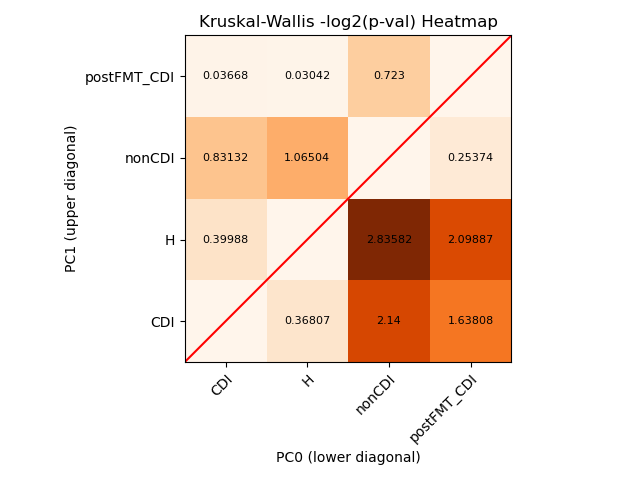 Kruskal-Wallis -log2(p-val) Heatmap
postFMT_CDI
0.03668 0.03042 0.723
nonCDI
0.83132 1.06504 0.25374
H
0.39988 2.83582 2.09887
CDI
0.36807 2.14 1.63808
PC1 (upper diagonal)
CDI H nonCDI postFMT_CDI
PC0 (lower diagonal)